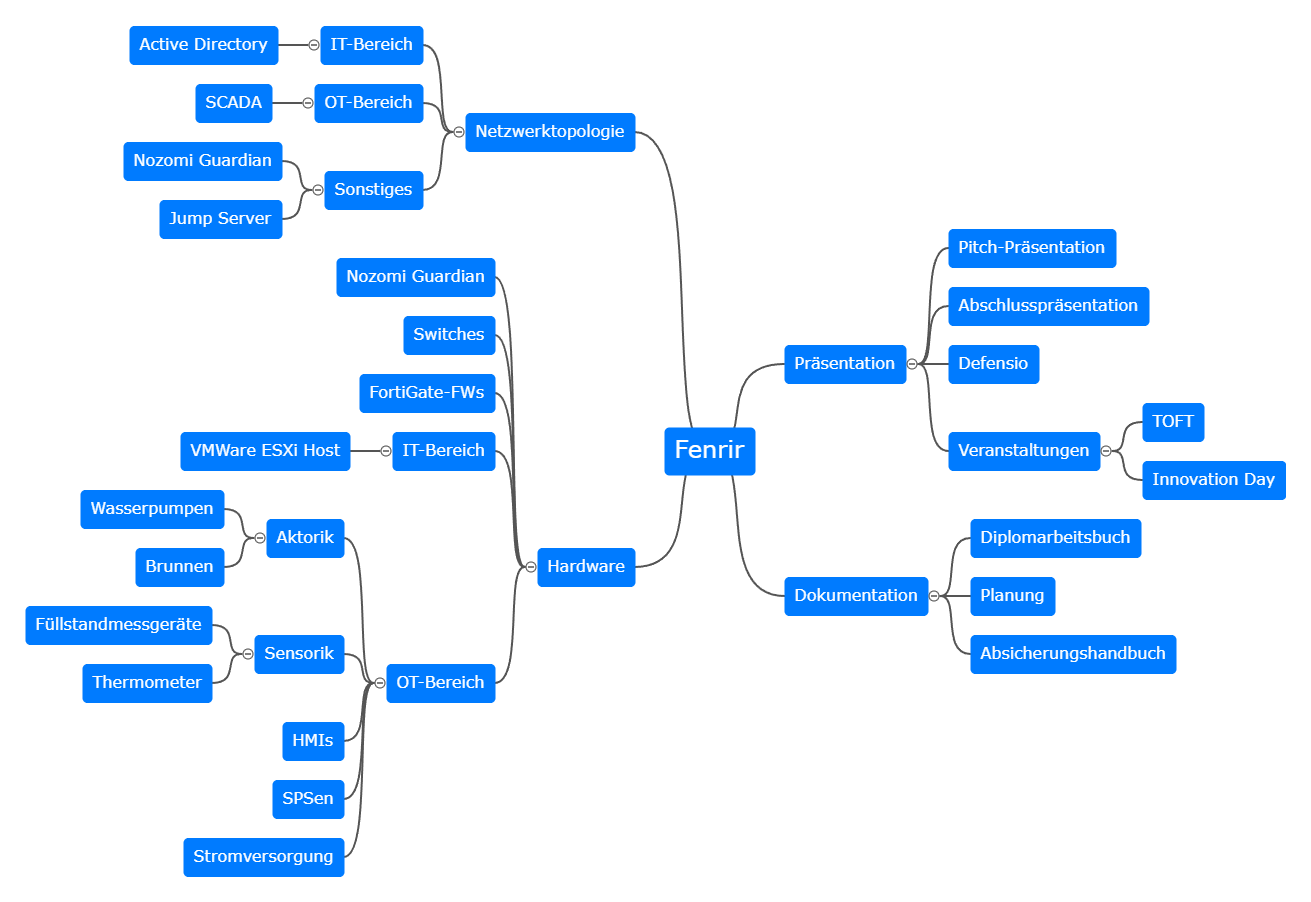 Fenrir
Netzwerktopologie
IT-Bereich
Active Directory
OT-Bereich
SCADA
Sonstiges
Nozomi Guardian
Jump Server
Hardware
Nozomi Guardian
Switches
FortiGate-FWs
IT-Bereich
VMWare ESXi Host
OT-Bereich
Aktorik
Wasserpumpen
Brunnen
Sensorik
Füllstandmessgeräte
Thermometer
HMIs
SPSen
Stromversorgung
Präsentation
Pitch-Präsentation
Abschlusspräsentation
Defensio
Veranstaltungen
TOFT
Innovation Day
Dokumentation
Diplomarbeitsbuch
Planung
Absicherungshandbuch